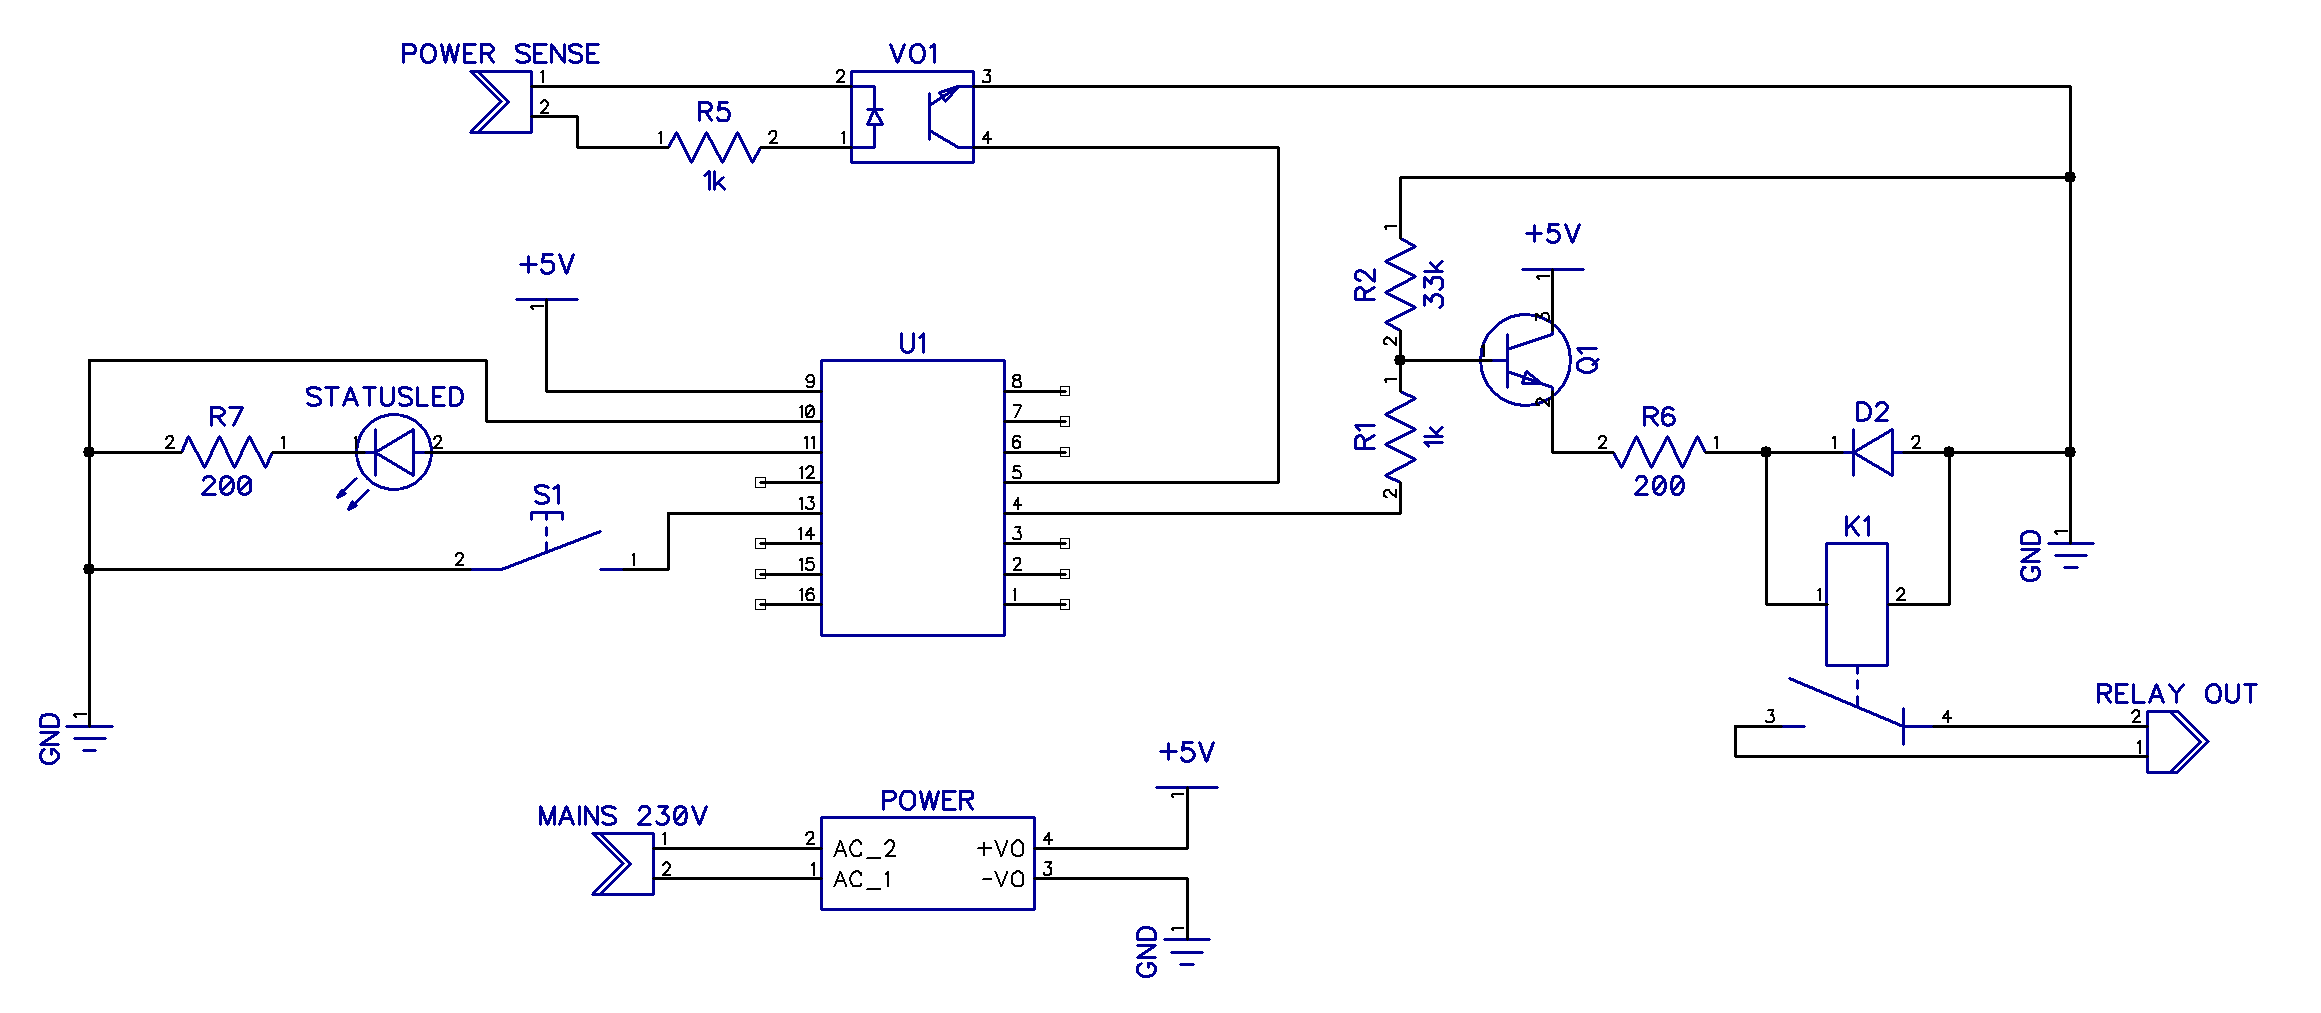 POWER SENSE
VO1
1
2
3
2
R5
1
2
1
4
1k
+5V
+5V
1
1
R2
33k
1
3
2
Q1
1
1
2
U1
STATUSLED
R7
2
1
200
1
2
9
10
11
12
13
14
15
16
8
7
6
5
4
3
2
1
R1
1k
2
R6
2
1
200
D2
1
2
S1
2
1
K1
1
2
GND
1
GND
1
3
4
RELAY OUT
2
1
+5V
1
MAINS 230V
POWER
1
2
2
1
AC_2
+VO
4
AC_1
-VO
3
GND
1